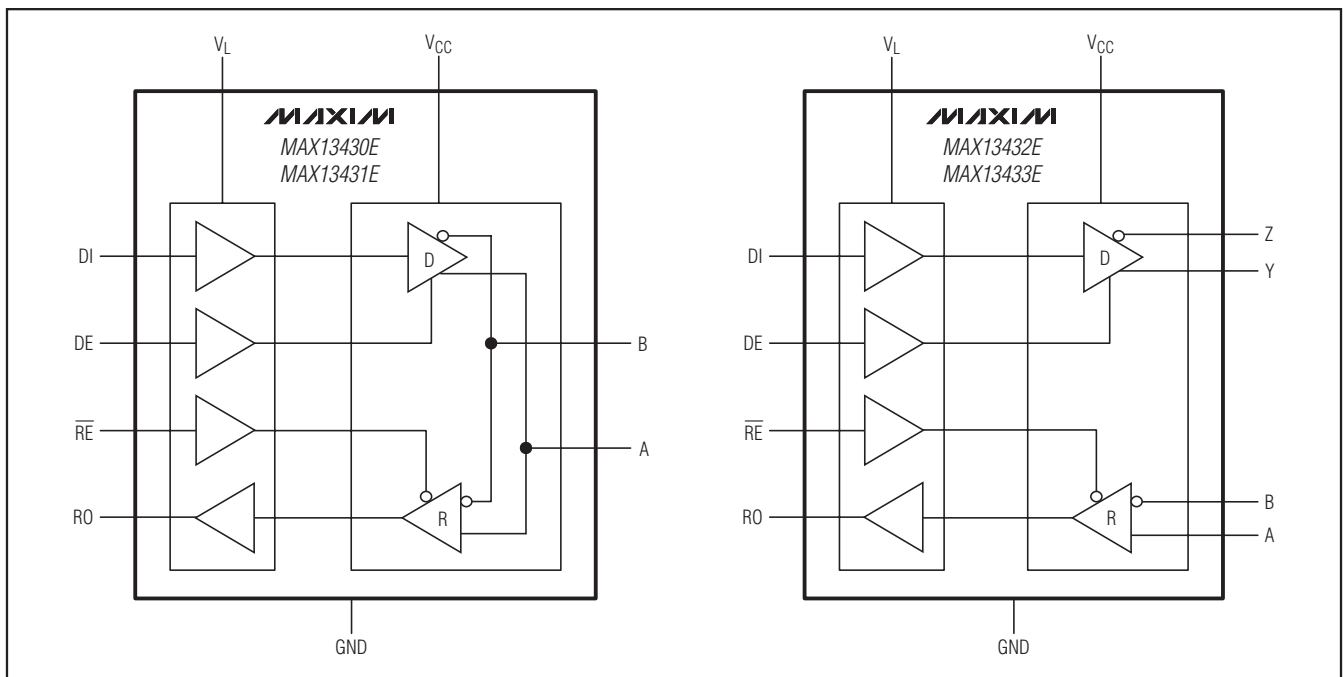 VL
VCC
MAXIM
MAX13430E
MAX13431E
DI
D
DE
B
RE
A
RO
R
GND
VL
VCC
MAXIM
MAX13432E
MAX13433E
DI
D
Z
Y
DE
RE
RO
R
B
A
GND